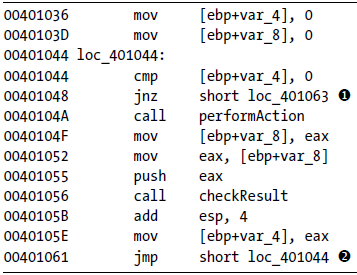 00401036 mov [ebp+var_4], 0
0040103D mov [ebp+var_8], 0
00401044 loc_401044:
00401044 cmp [ebp+var_4], 0
00401048 jnz short loc_401063 ❶
0040104A call performAction
0040104F mov [ebp+var_8], eax
00401052 mov eax, [ebp+var_8]
00401055 push eax
00401056 call checkResult
0040105B add esp, 4
0040105E mov [ebp+var_4], eax
00401061 jmp short loc_401044 ❷